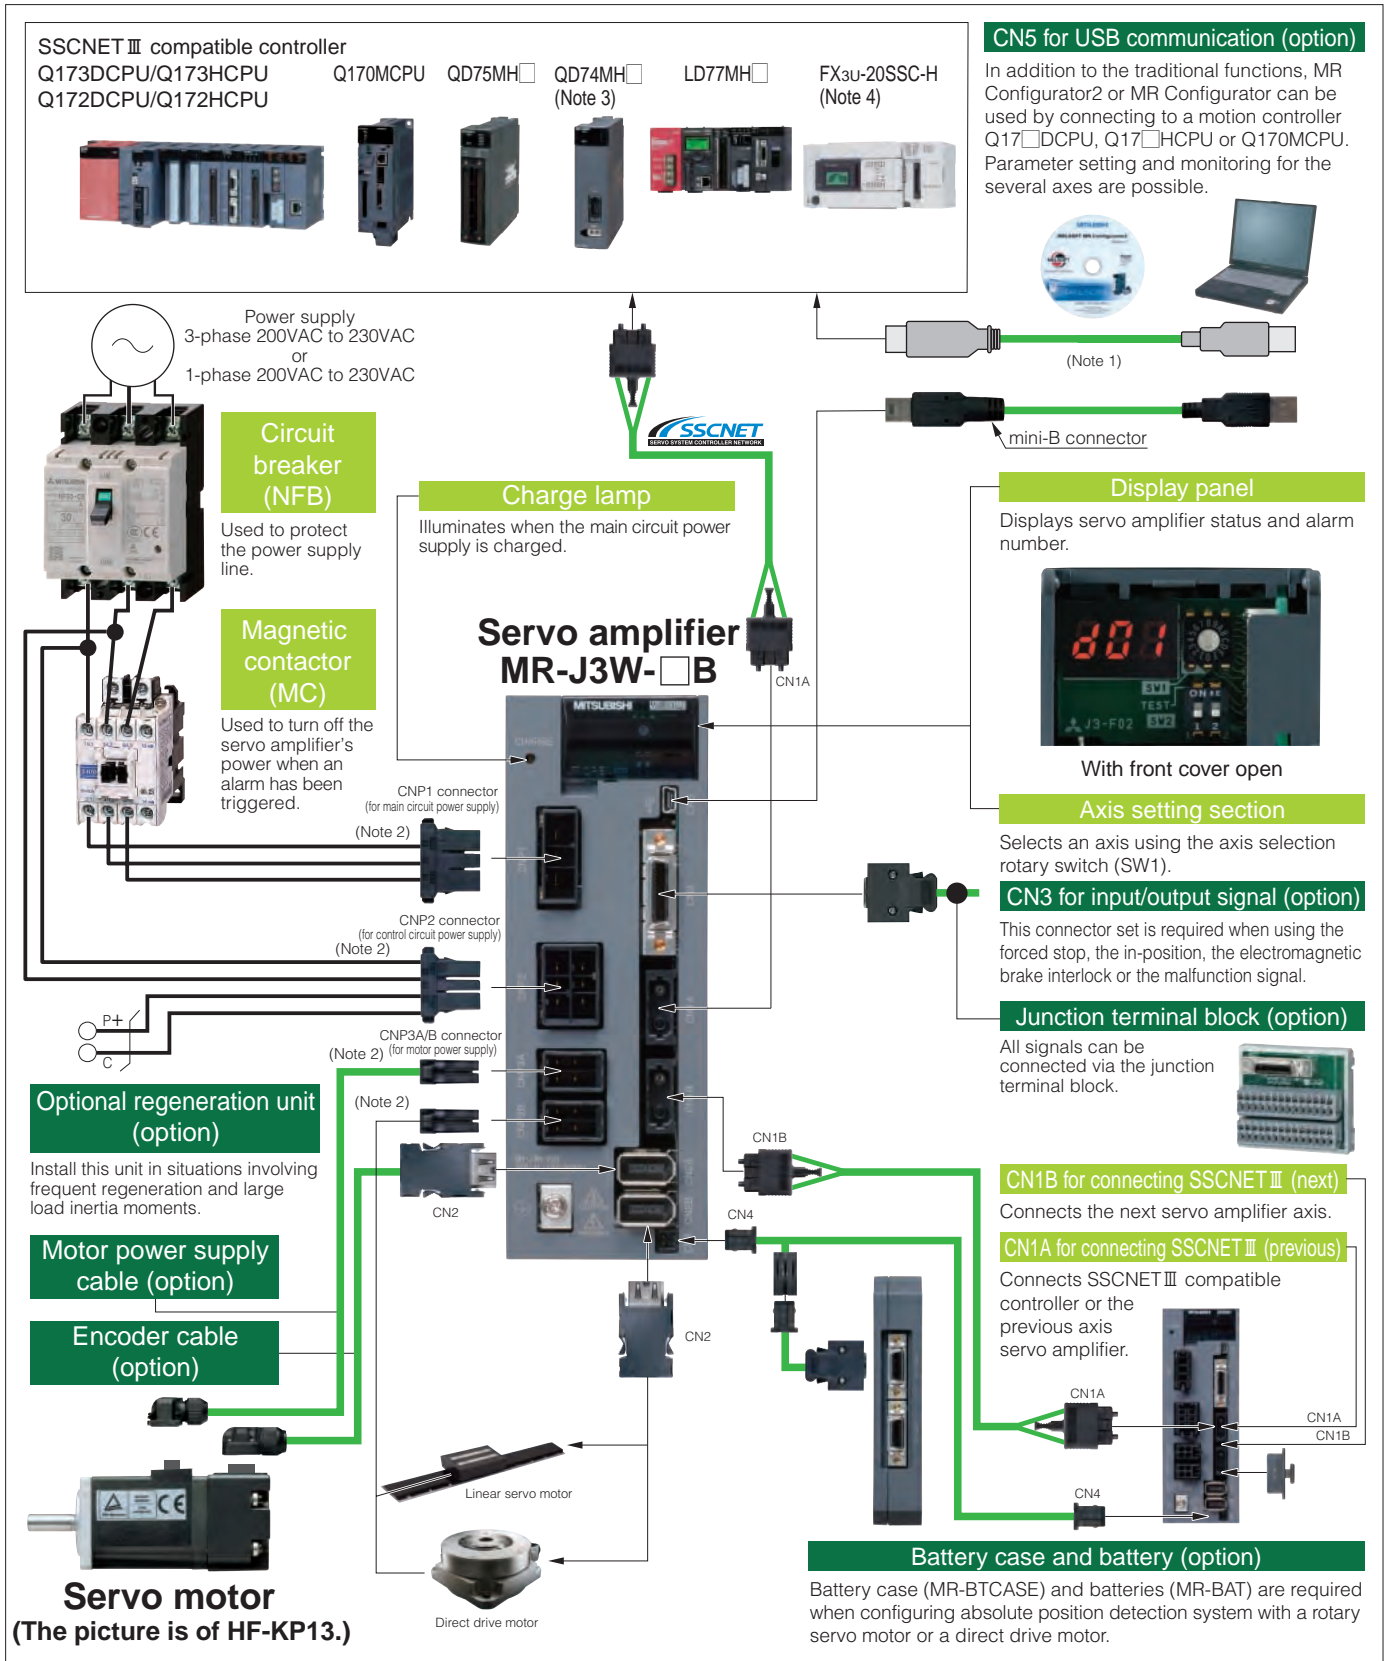 SSCNETⅢ compatible controller
Q173DCPU/Q173HCPU
Q172DCPU/Q172HCPU
Q170MCPU
QD75MH□
QD74MH□
(Note 3)
LD77MH□
FX3U-20SSC-H
(Note 4)
CN5 for USB communication (option)
In addition to the traditional functions, MR
Configurator2 or MR Configurator can be
used by connecting to a motion controller
Q17□DCPU, Q17□HCPU or Q170MCPU.
Parameter setting and monitoring for the
several axes are possible.
(Note 1)
mini-B connector
Power supply
3-phase 200VAC to 230VAC
or
1-phase 200VAC to 230VAC
Circuit
breaker
(NFB)
Used to protect
the power supply
line.
SSCNET
SERVO SYSTEM CONTROLLER NETWORK
Charge lamp
Illuminates when the main circuit power
supply is charged.
Display panel
Displays servo amplifier status and alarm
number.
d01
SW1
ON
TEST
SW2
1 2
J3-F02
With front cover open
Magnetic
contactor
(MC)
Used to turn off the
servo amplifier's
power when an
alarm has been
triggered.
Servo amplifier
MR-J3W-□B
CN1A
MITSUBISHI
CHARGE
Axis setting section
Selects an axis using the axis selection
rotary switch (SW1).
CNP1 connector
(for main circuit power supply)
(Note 2)
CN3 for input/output signal (option)
This connector set is required when using the
forced stop, the in-position, the electromagnetic
brake interlock or the malfunction signal.
CNP2 connector
(for control circuit power supply)
(Note 2)
P+
C
CNP3A/B connector
(for motor power supply)
(Note 2)
(Note 2)
Junction terminal block (option)
All signals can be
connected via the junction
terminal block.
Optional regeneration unit
(option)
Install this unit in situations involving
frequent regeneration and large
load inertia moments.
CN2
CN1B
CN4
CN1B for connecting SSCNETⅢ (next)
Connects the next servo amplifier axis.
CN1A for connecting SSCNETⅢ (previous)
Connects SSCNETⅢ compatible
controller or the
previous axis
servo amplifier.
Motor power supply
cable (option)
Encoder cable
(option)
CN2
CN1A
CN1A
CN1B
CN4
Linear servo motor
Direct drive motor
Servo motor
(The picture is of HF-KP13.)
Battery case and battery (option)
Battery case (MR-BTCASE) and batteries (MR-BAT) are required
when configuring absolute position detection system with a rotary
servo motor or a direct drive motor.